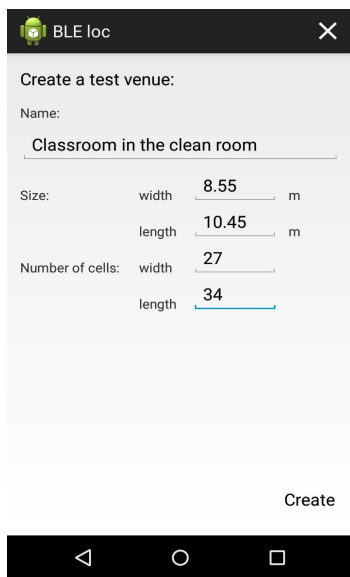 BLE loc
Create a test venue:
Name:
Classroom in the clean room
Size: width 8.55 m
length 10.45 m
Number of cells: width 27
length 34
Create